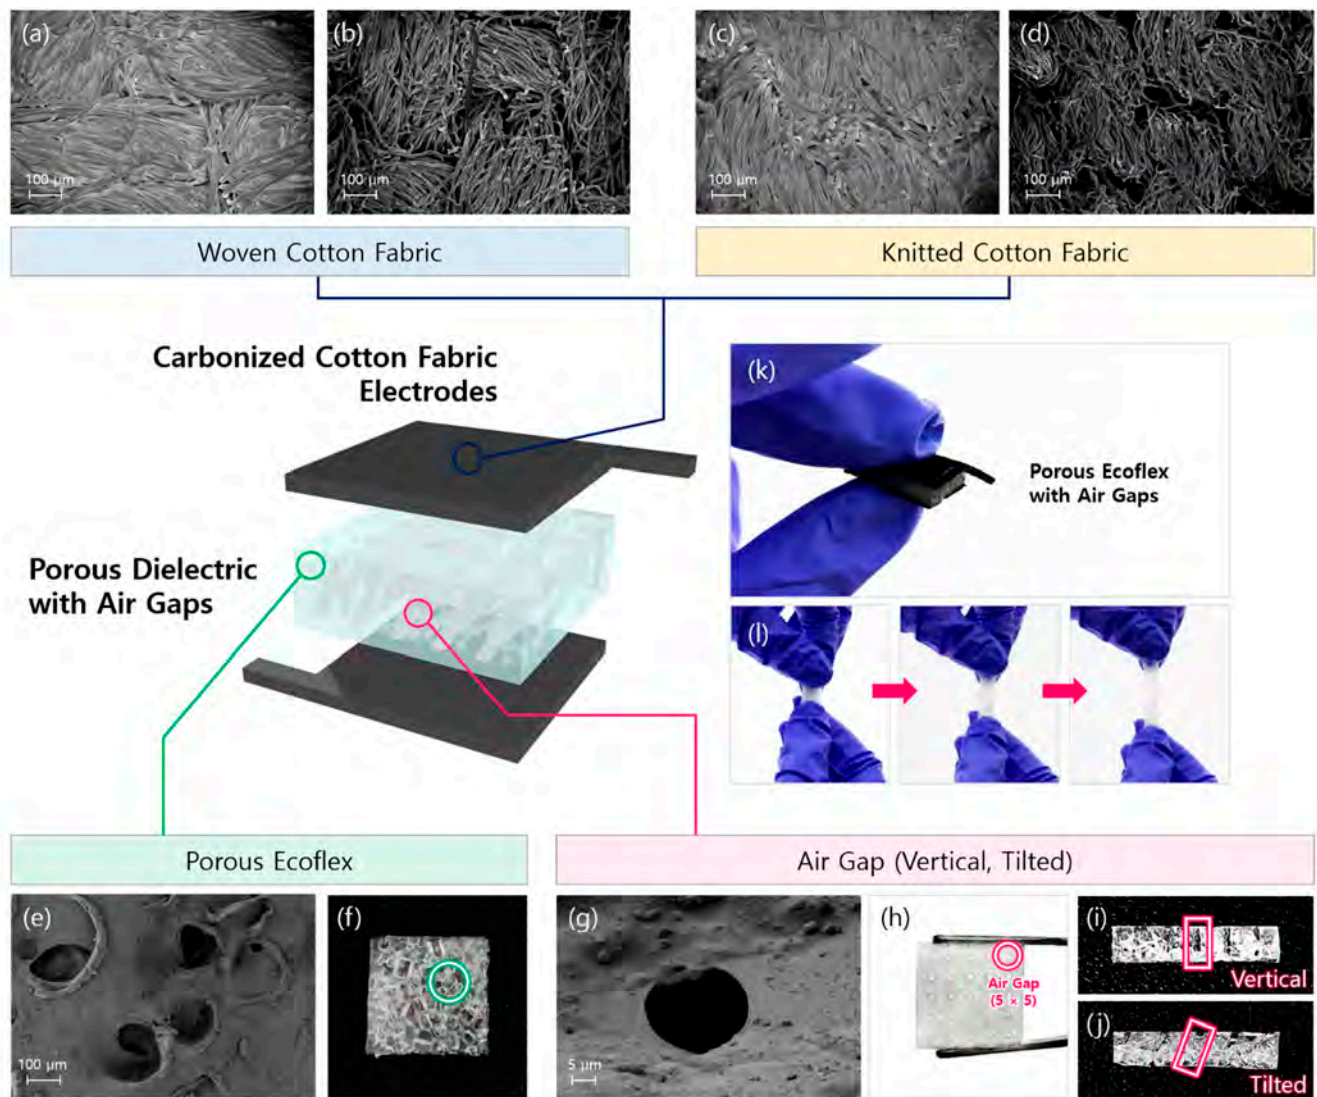 (a)
(b)
(c)
(d)
100 μm
100 μm
100 μm
100 μm
Woven Cotton Fabric
Knitted Cotton Fabric
Carbonized Cotton Fabric
Electrodes
(k)
Porous Ecoflex
with Air Gaps
Porous Dielectric
with Air Gaps
(l)
Porous Ecoflex
Air Gap (Vertical, Tilted)
(e)
(f)
(g)
(h)
(i)
Air Gap
(5 × 5)
Vertical
(j)
100 μm
5 μm
Tilted